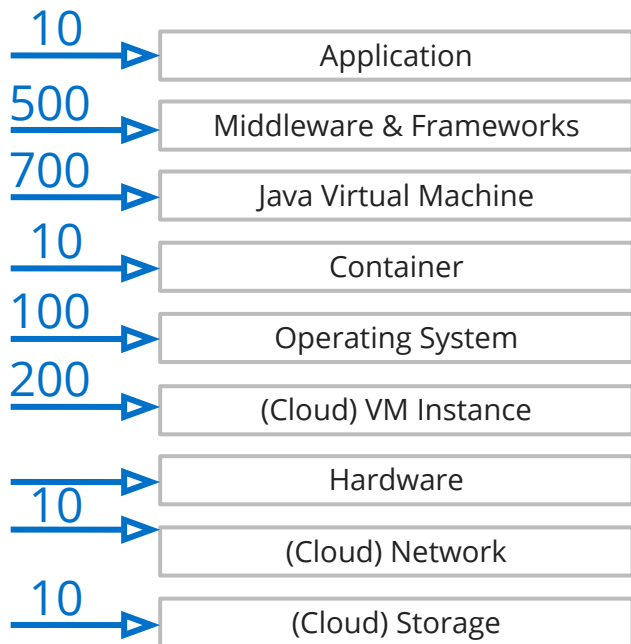 10
Application
500
Middleware & Frameworks
700
Java Virtual Machine
10
Container
100
Operating System
200
(Cloud) VM Instance
Hardware
10
(Cloud) Network
10
(Cloud) Storage